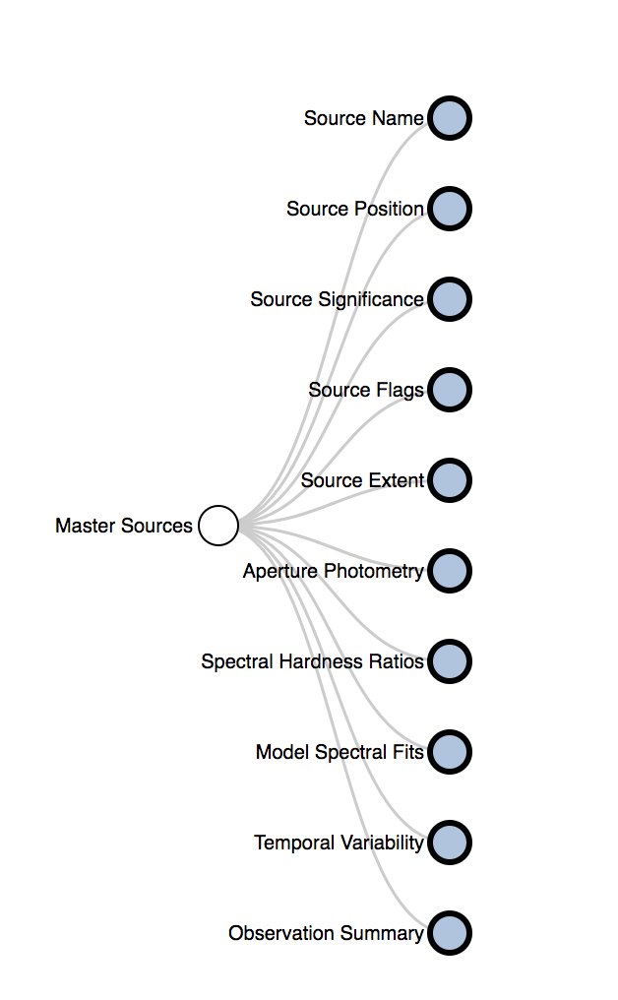 Source Name
Source Position
Source Significance
Source Flags
Source Extent
Master Sources
Aperture Photometry
Spectral Hardness Ratios
Model Spectral Fits
Temporal Variability
Observation Summary